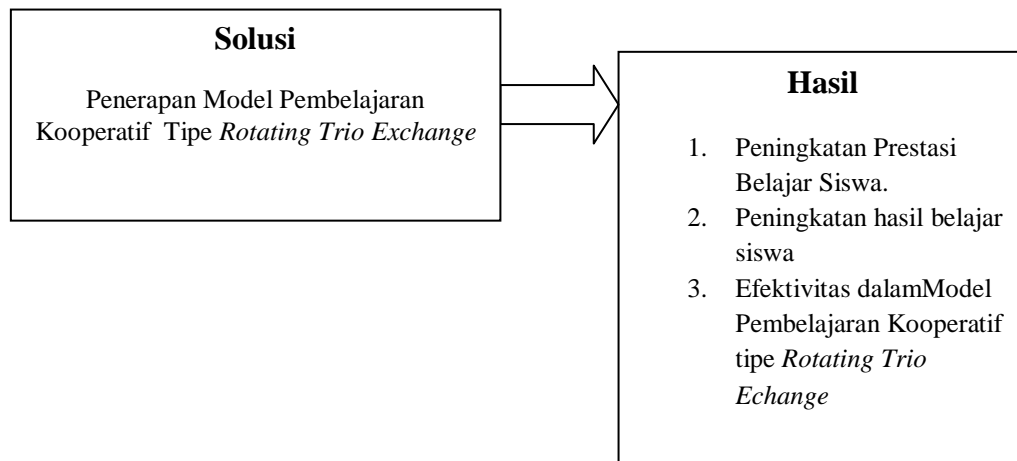 Solusi
Penerapan Model Pembelajaran
Kooperatif Tipe Rotating Trio Exchange
Hasil
1. Peningkatan Prestasi
Belajar Siswa.
2. Peningkatan hasil belajar
siswa
3. Efektivitas dalamModel
Pembelajaran Kooperatif
tipe Rotating Trio
Echange